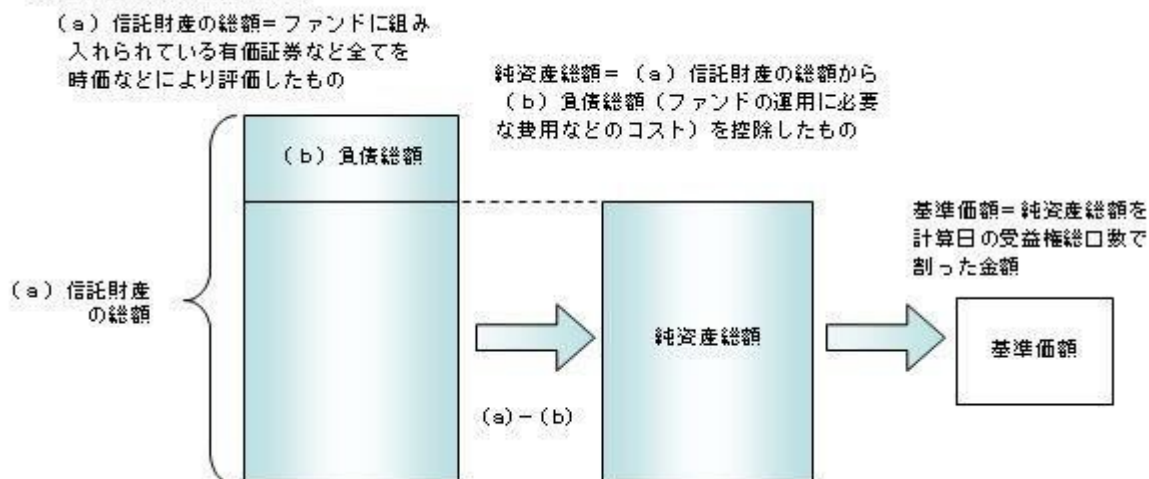 (a)信託財産の総額=ファンドに組み
入れられている有価証券など全てを
時価などにより評価したもの
純資産総額=(a)信託財産の総額から
(b)負債総額(ファンドの運用に必要
な費用などのコスト)を控除したもの
(b)負債総額
基準価額=純資産総額を
計算日の受益権総口数で
割った金額
(a)信託財産
の総額
純資産総額
基準価額
(a)-(b)